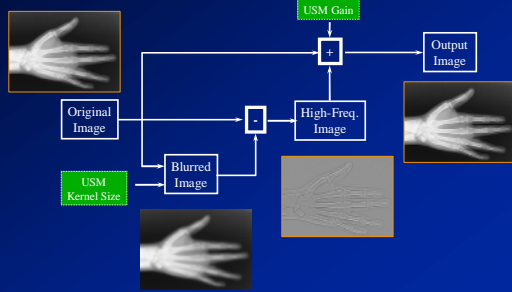 USM Gain
+
Output
Image
Original
Image
-
High-Freq.
Image
Blurred
Image
USM
Kernel Size